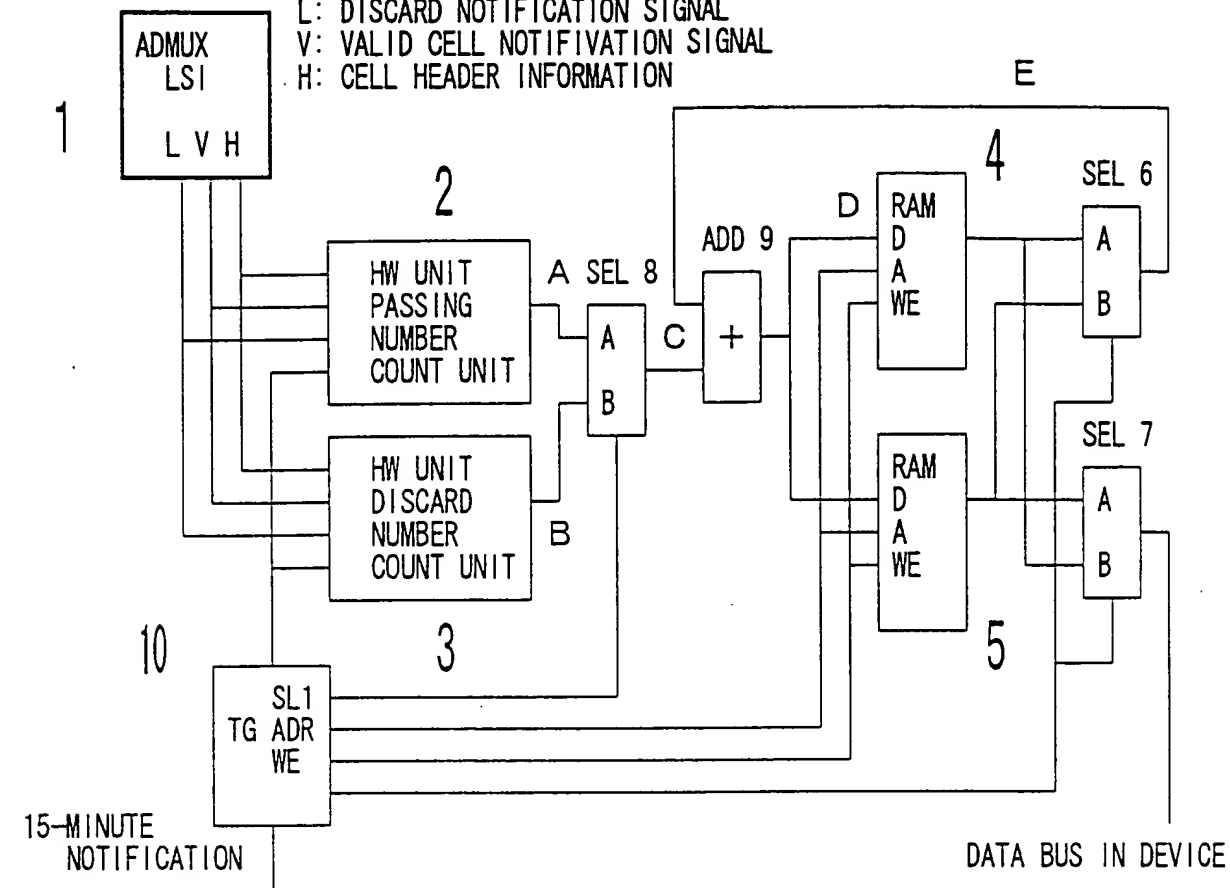 L: DISCARD NOTIFICATION SIGNAL
V: VALID CELL NOTIFIVATION SIGNAL
H: CELL HEADER INFORMATION
ADMUX
LSI
L V H
1
E
2
4
SEL 6
A
B
HW UNIT
PASSING
NUMBER
COUNT UNIT
A
SEL 8
A
B
C
ADD 9
+
D
RAM
D
A
WE
HW UNIT
DISCARD
NUMBER
COUNT UNIT
B
3
RAM
D
A
WE
5
SEL 7
A
B
10
SL1
TG ADR
WE
15-MINUTE
NOTIFICATION
DATA BUS IN DEVICE